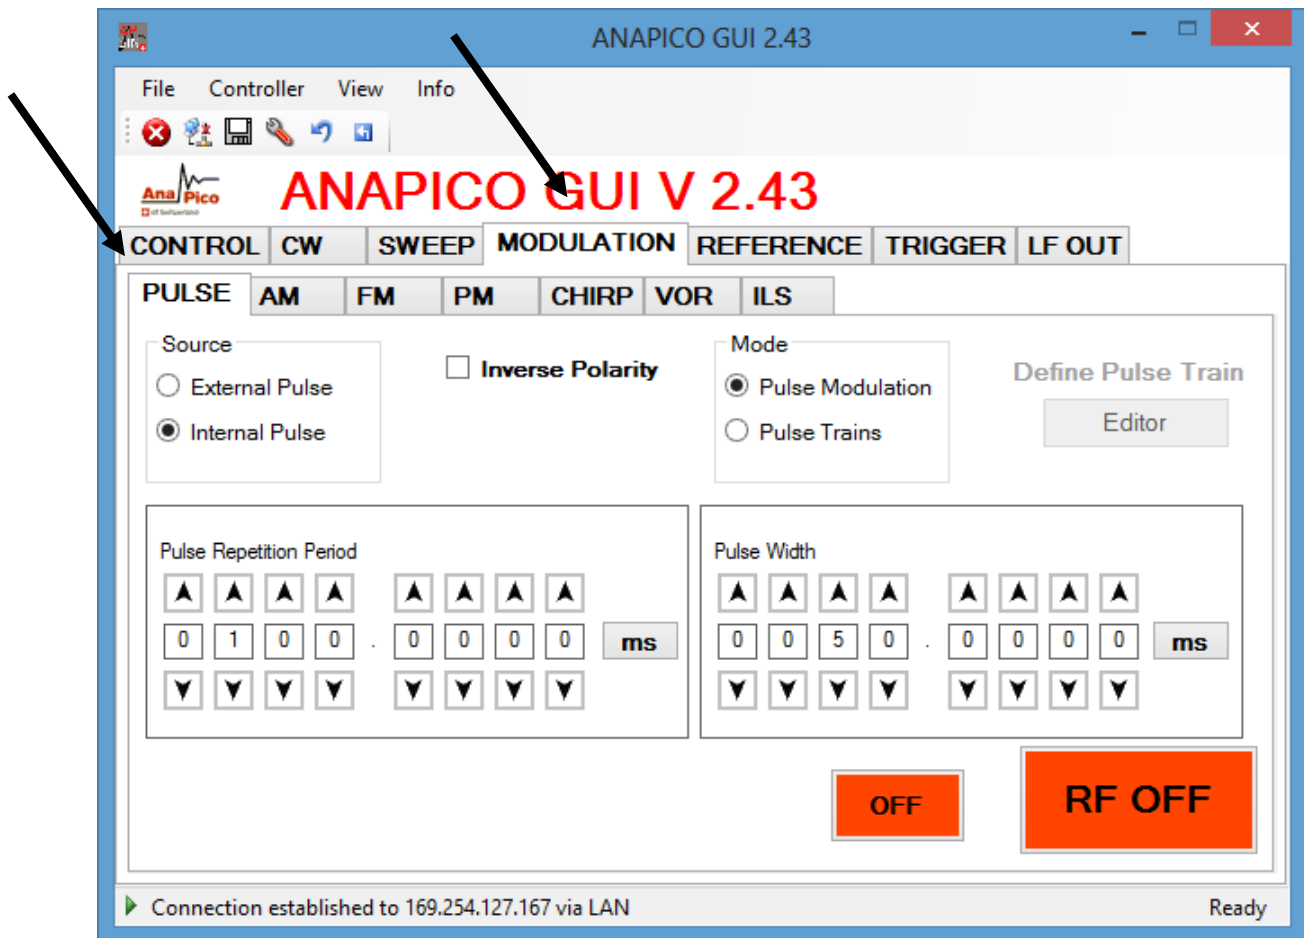 ANAPICO GUI 2.43
File Controller View Info
Ana Pico
ANAPICO GUI V 2.43
CONTROL CW SWEEP MODULATION REFERENCE TRIGGER LF OUT
PULSE AM FM PM CHIRP VOR ILS
Source
External Pulse
Internal Pulse
Inverse Polarity
Mode
Pulse Modulation
Pulse Trains
Define Pulse Train
Editor
Pulse Repetition Period
0 1 0 0 . 0 0 0 0 ms
Pulse Width
0 0 5 0 . 0 0 0 0 ms
OFF
RF OFF
Connection established to 169.254.127.167 via LAN
Ready